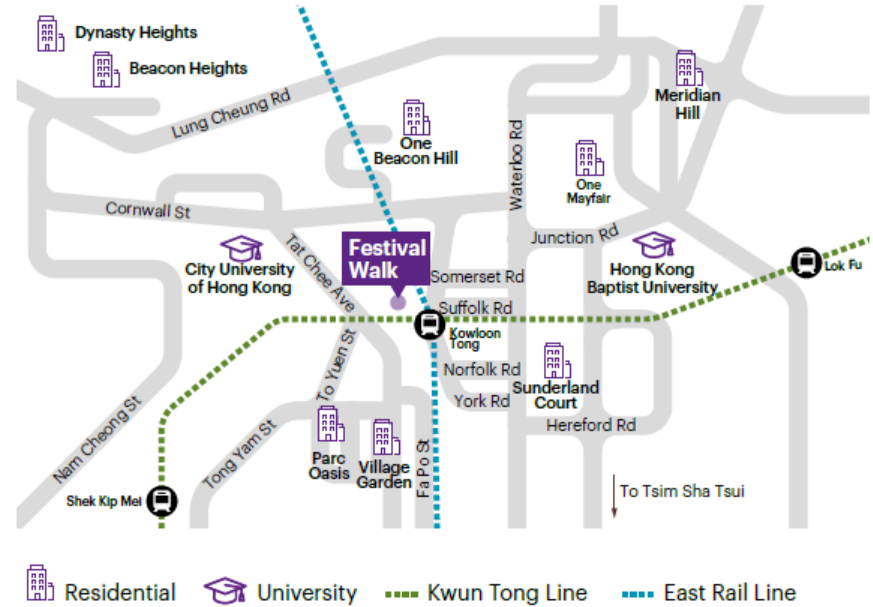 Dynasty Heights
Beacon Heights
Lung Cheung Rd
One
Beacon Hill
Waterloo Rd
Meridian
Hill
One
Mayfair
Cornwall St
Tat Chee Ave
City University
of Hong Kong
Festival
Walk
Junction Rd
Hong Kong
Baptist University
Lok Fu
Somerset Rd
Suffolk Rd
Kowloon
Tong
To Yuen St
Norfolk Rd
York Rd
Sunderland
Court
Hereford Rd
Nam Cheong St
Tong Yam St
Parc
Oasis
Village
Garden
Fa Po St
Shek Kip Mei
To Tsim Sha Tsui
Residential
University
Kwun Tong Line
East Rail Line